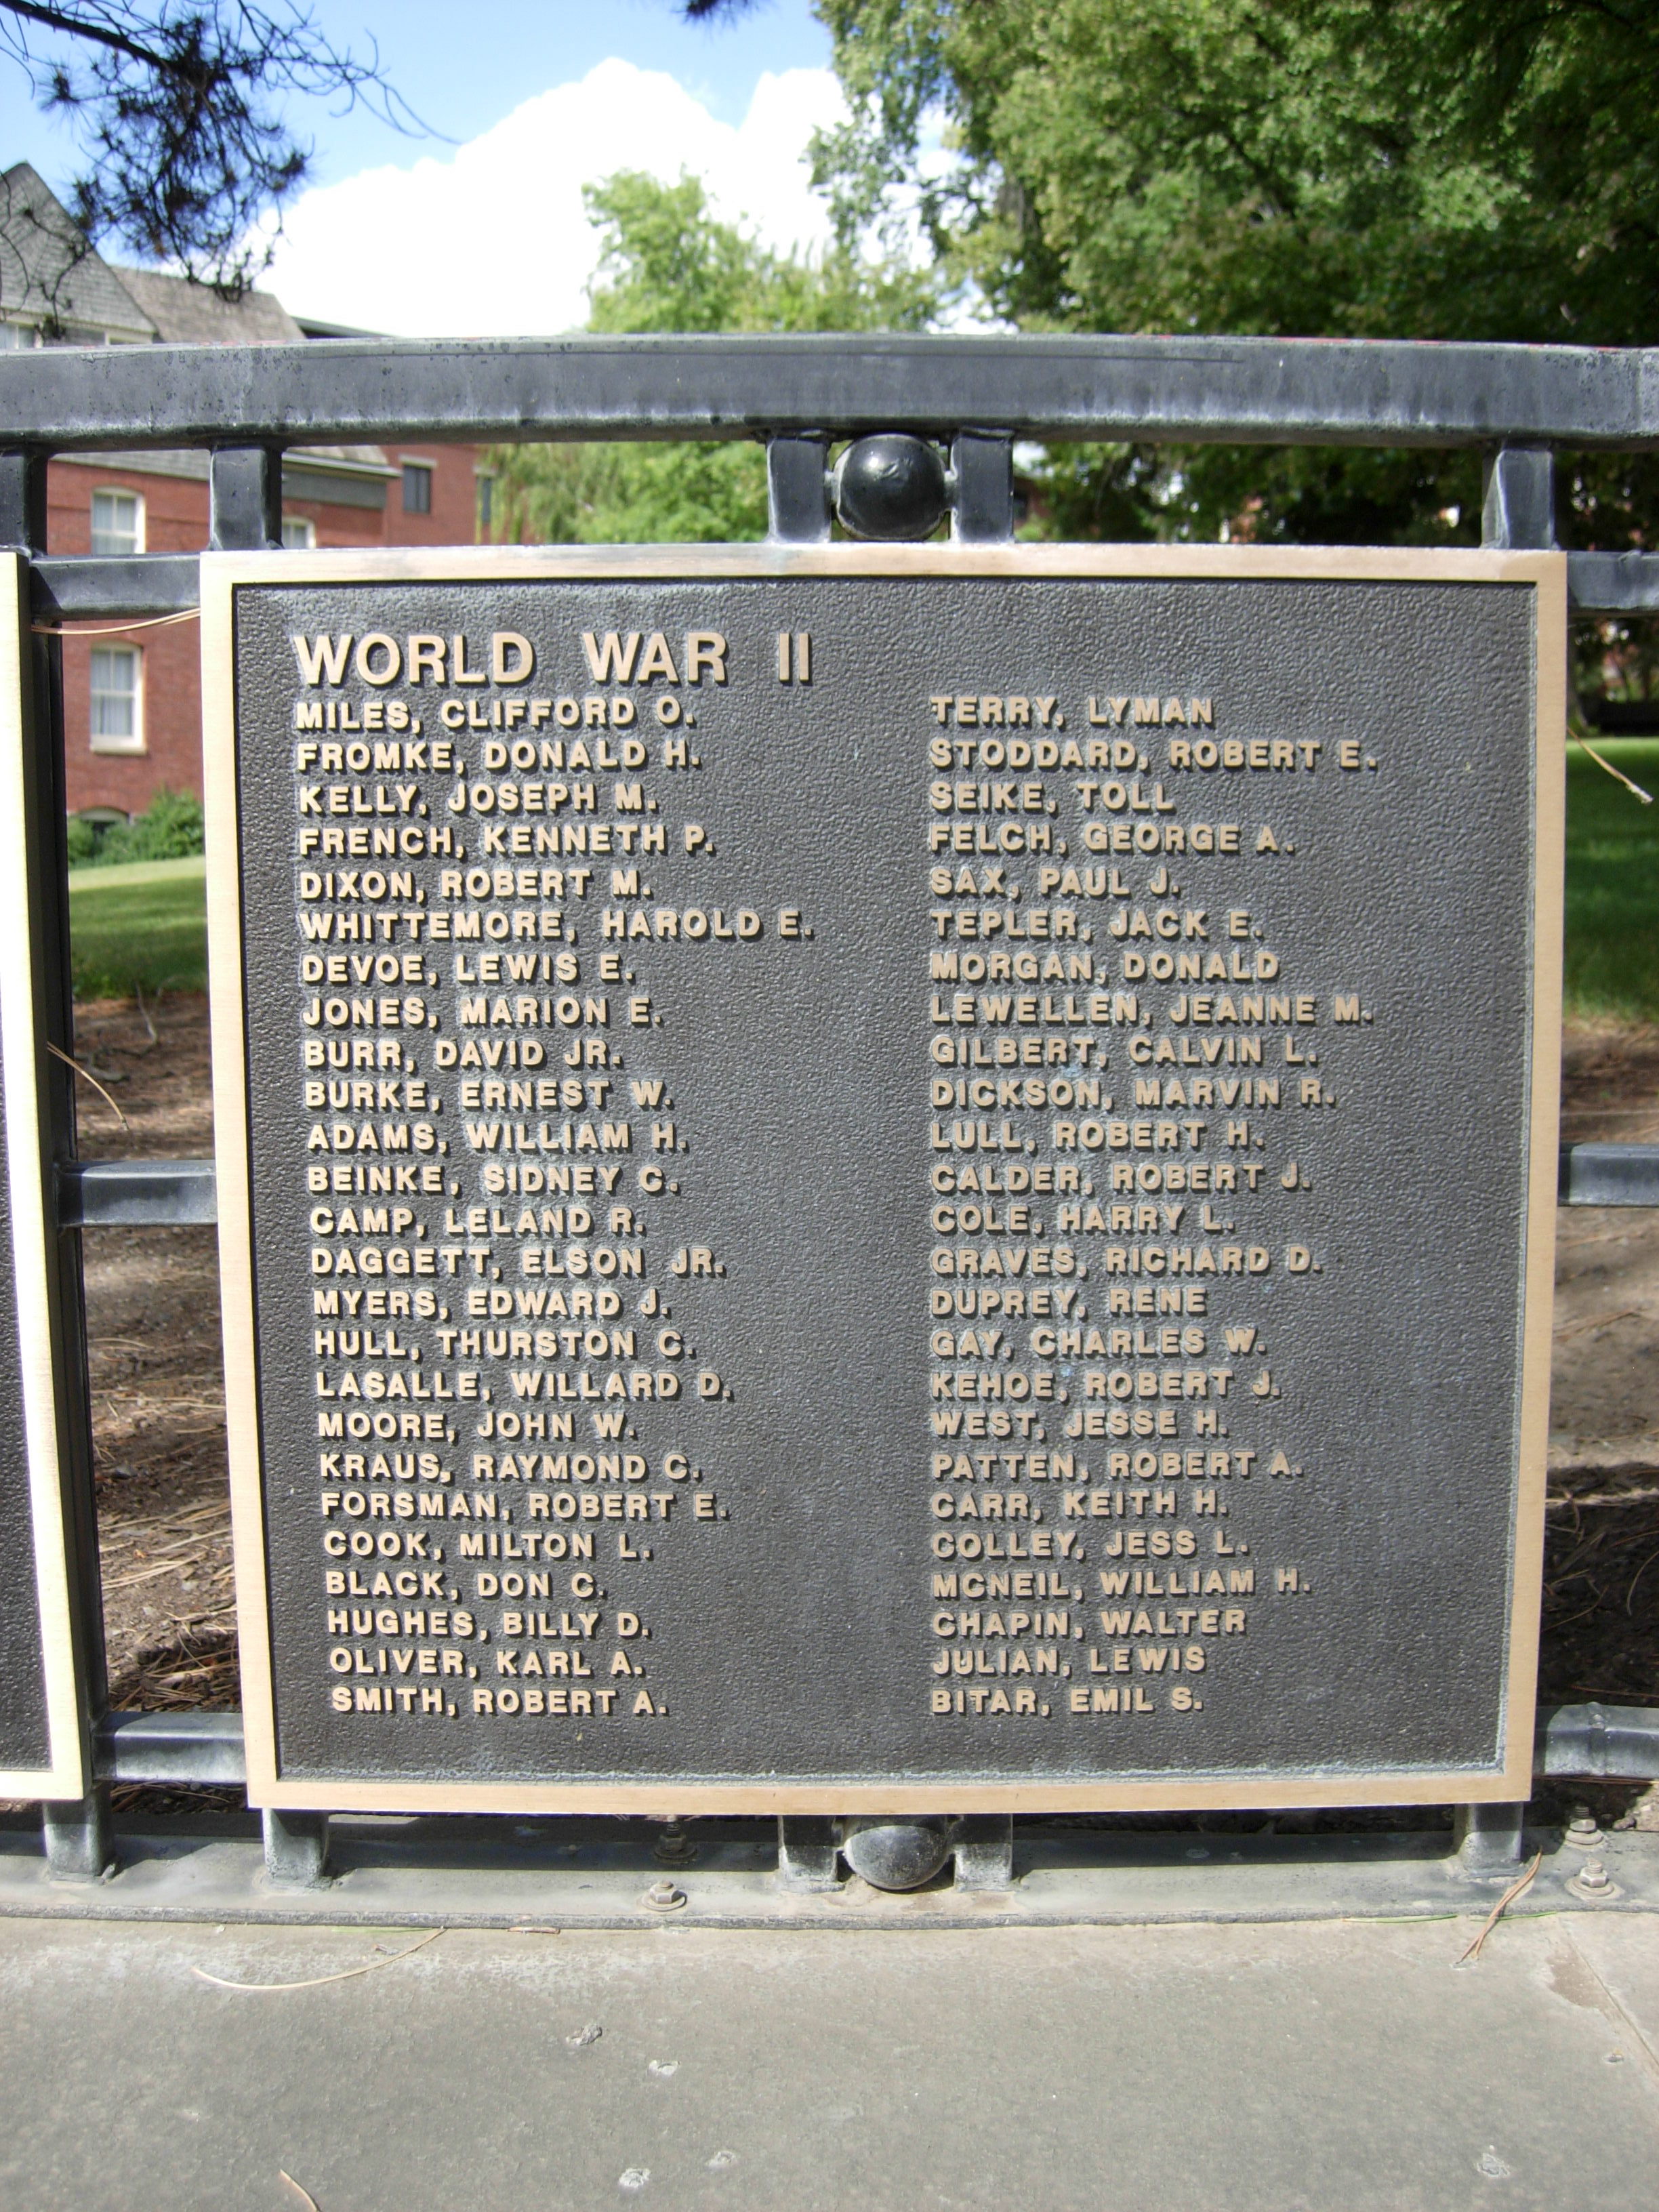 WORLD WAR II
MILES, CLIFFORD O.
FROMKE, DONALD H.
KELLY, JOSEPH M.
FRENCH, KENNETH P.
DIXON, ROBERT M.
WHITTEMORE, HAROLD E.
DEVOE, LEWIS E.
JONES, MARION E.
BURR, DAVID JR.
BURKE, ERNEST W.
ADAMS, WILLIAM H.
BEINKE, SIDNEY C.
CAMP, LELAND R.
DAGGETT, ELSON JR.
MYERS, EDWARD J.
HULL, THURSTON C.
LASALLE, WILLARD D.
MOORE, JOHN W.
KRAUS, RAYMOND C.
FORSMAN, ROBERT E.
COOK, MILTON L.
BLACK, DON C.
HUGHES, BILLY D.
OLIVER, KARL A.
SMITH, ROBERT A.
TERRY, LYMAN
STODDARD, ROBERT E.
SEIKE, TOLL
FELCH, GEORGE A.
SAX, PAUL J.
TEPLER, JACK E.
MORGAN, DONALD
LEWELLEN, JEANNE M.
GILBERT, CALVIN L.
DICKSON, MARVIN R.
LULL, ROBERT H.
CALDER, ROBERT J.
COLE, HARRY L.
GRAVES, RICHARD D.
DUPREY, RENE
GAY, CHARLES W.
KEHOE, ROBERT J.
WEST, JESSE H.
PATTEN, ROBERT A.
CARR, KEITH H.
COLLEY, JESS L.
MCNEIL, WILLIAM H.
CHAPIN, WALTER
JULIAN, LEWIS
BITAR, EMIL S.